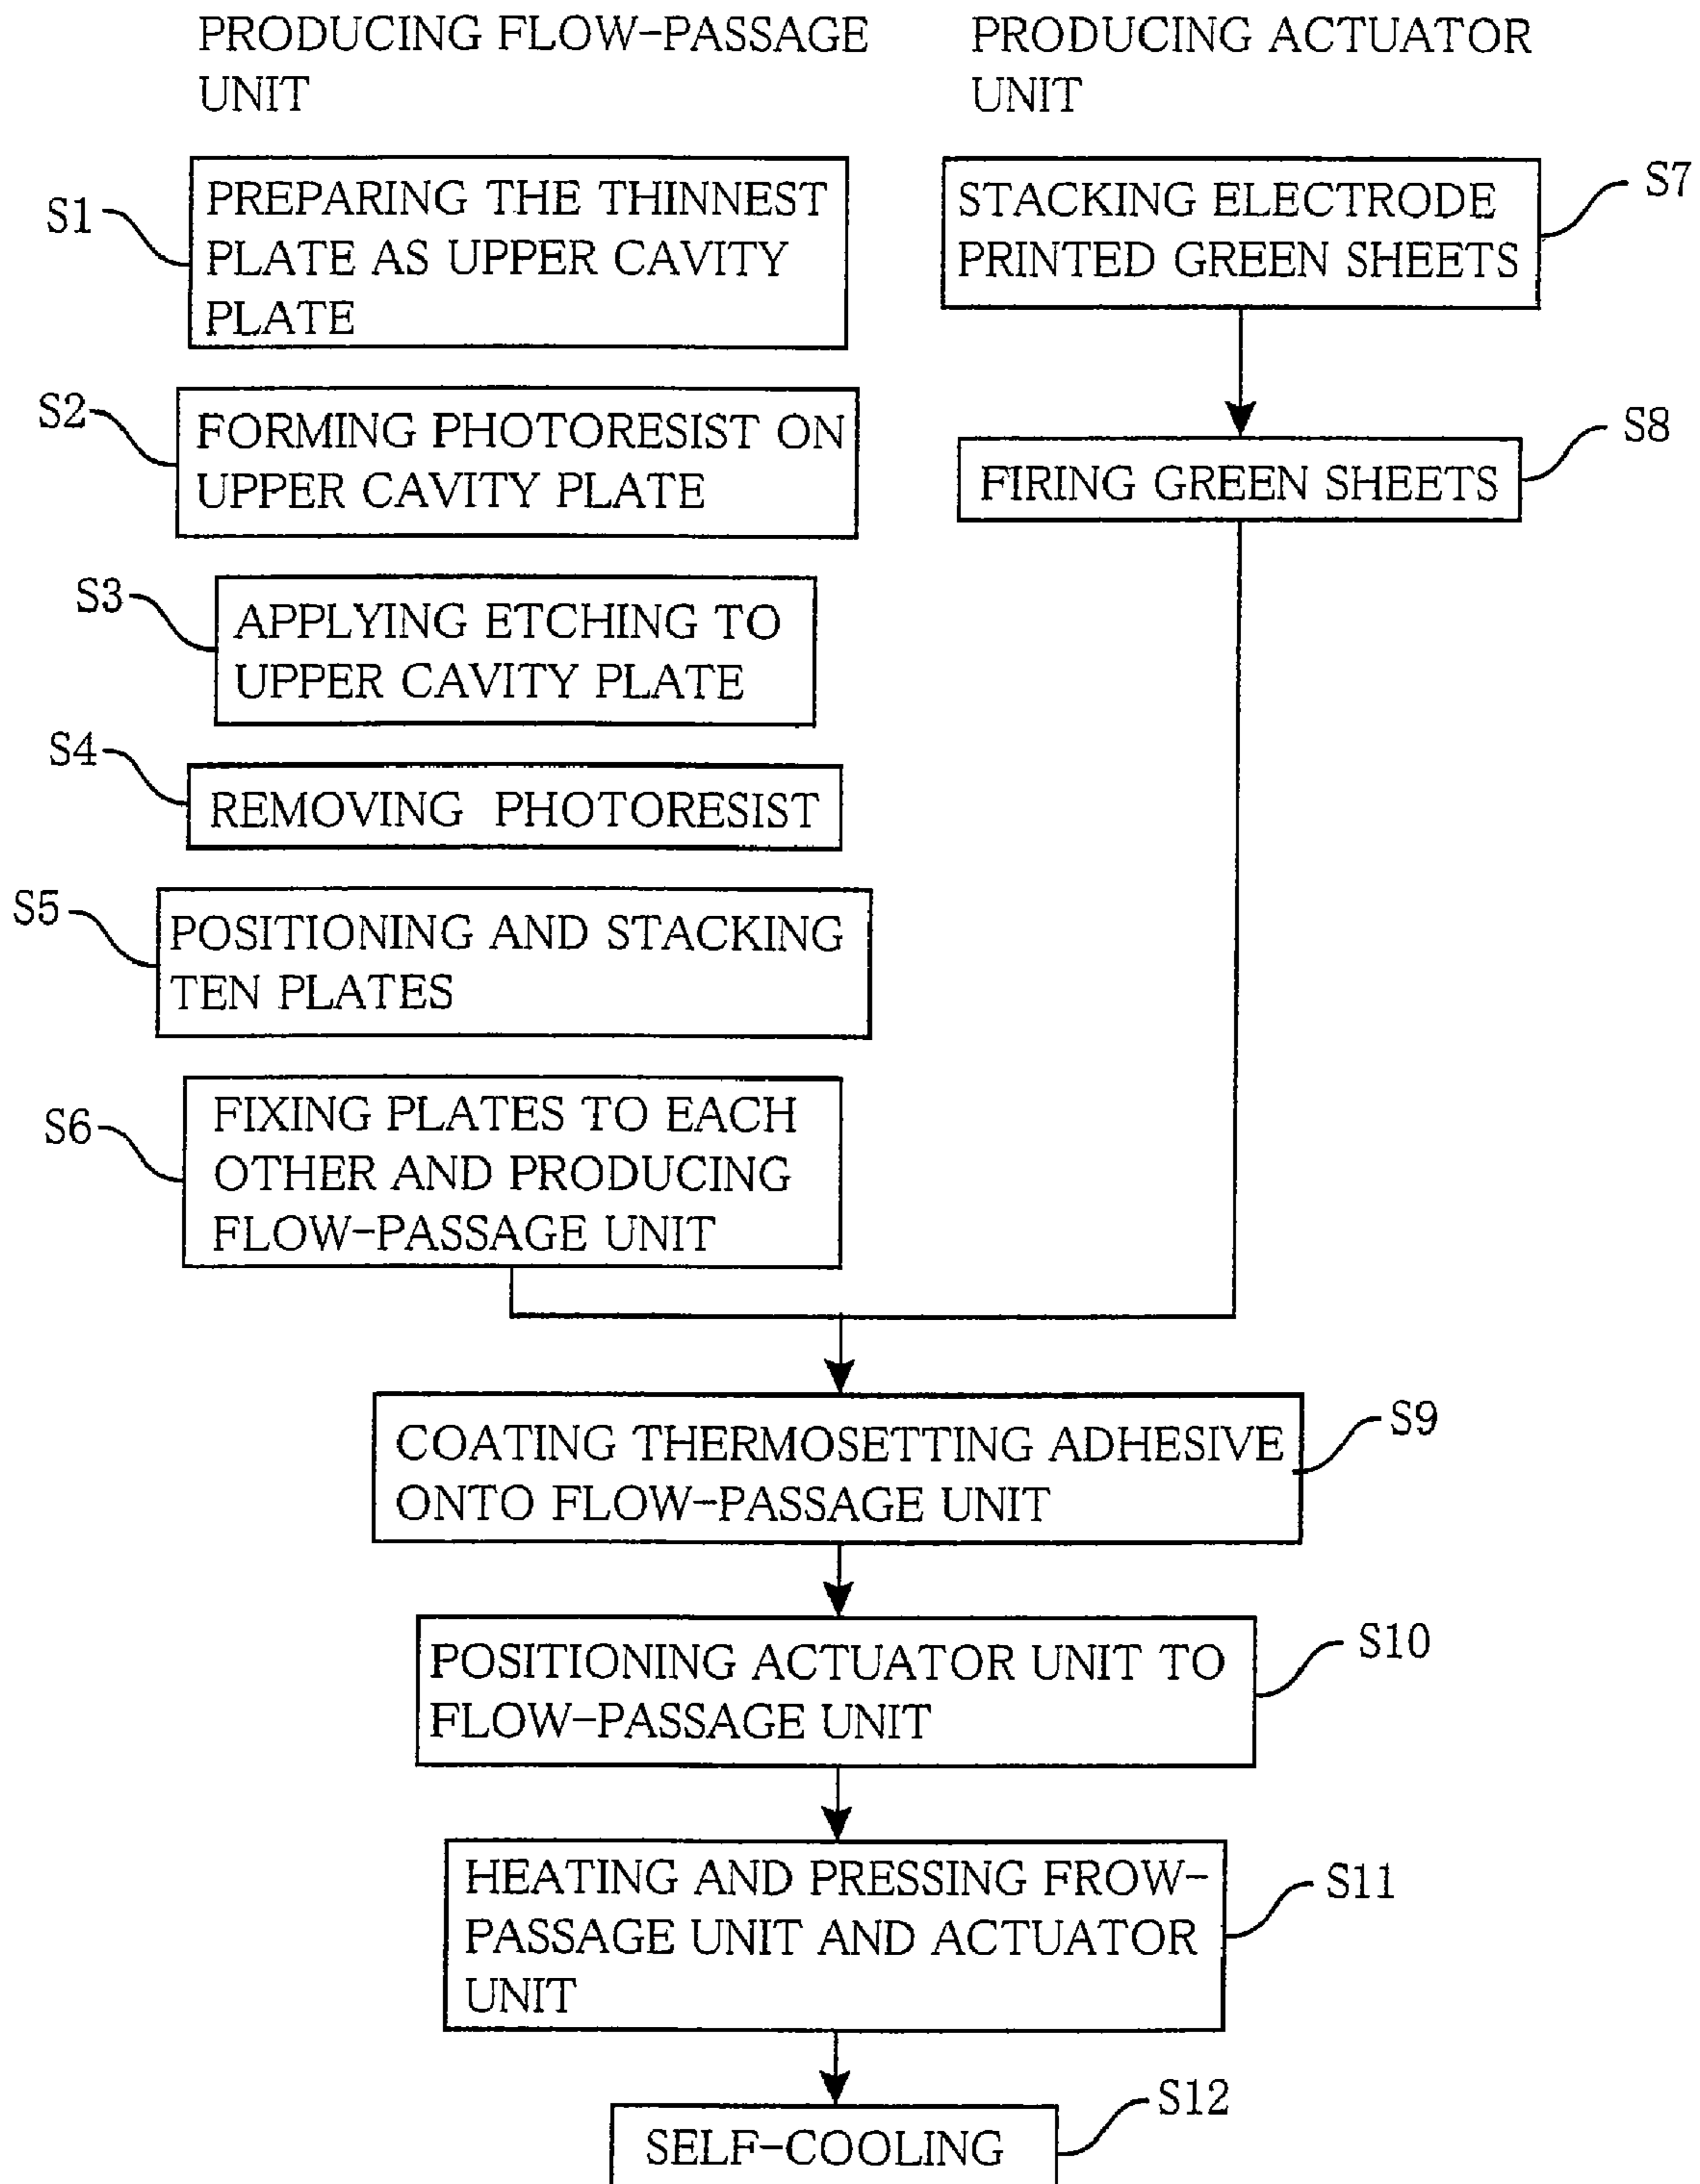 PRODUCING FLOW-PASSAGE
UNIT
S1
PREPARING THE THINNEST
PLATE AS UPPER CAVITY
PLATE
S2
FORMING PHOTORESIST ON
UPPER CAVITY PLATE
S3
APPLYING ETCHING TO
UPPER CAVITY PLATE
S4
REMOVING PHOTORESIST
S5
POSITIONING AND STACKING
TEN PLATES
S6
FIXING PLATES TO EACH
OTHER AND PRODUCING
FLOW-PASSAGE UNIT
PRODUCING ACTUATOR
UNIT
S7
STACKING ELECTRODE
PRINTED GREEN SHEETS
S8
FIRING GREEN SHEETS
S9
COATING THERMOSETTING ADHESIVE
ONTO FLOW-PASSAGE UNIT
S10
POSITIONING ACTUATOR UNIT TO
FLOW-PASSAGE UNIT
S11
HEATING AND PRESSING FROW-
PASSAGE UNIT AND ACTUATOR
UNIT
S12
SELF-COOLING